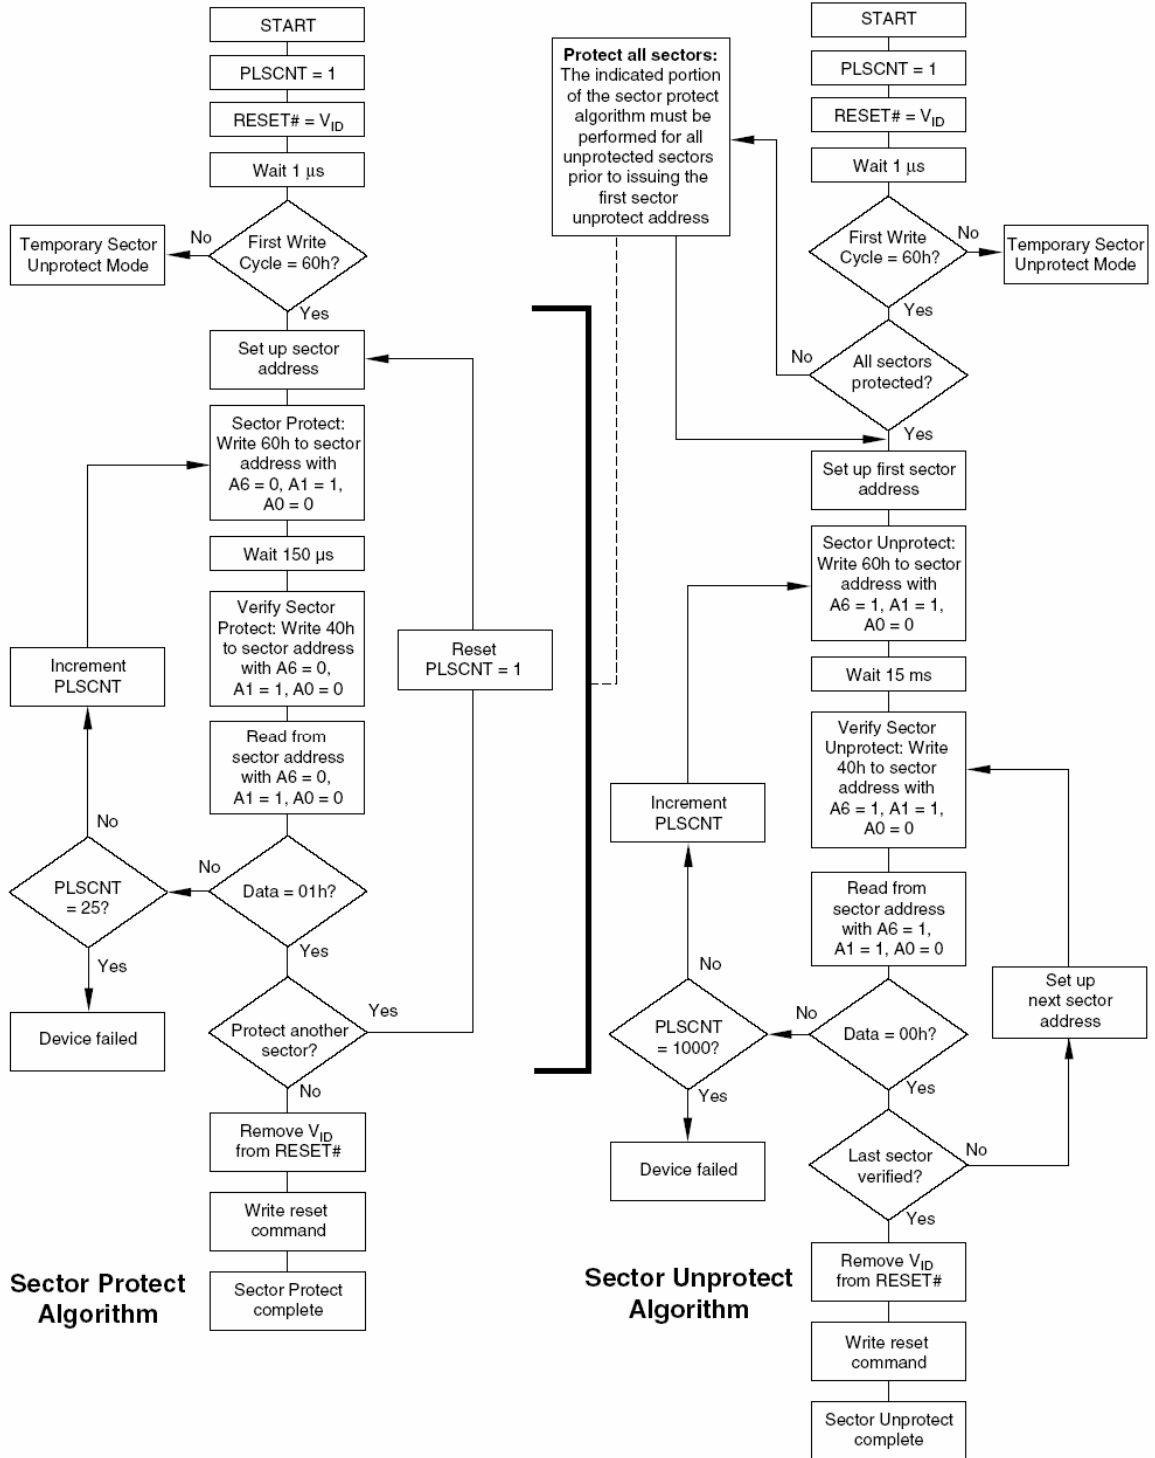 START
PLSCNT = 1
RESET# = VID
Wait 1 μs
First Write
Cycle = 60h?
No
Temporary Sector
Unprotect Mode
Yes
Set up sector
address
Sector Protect:
Write 60h to sector
address with
A6 = 0, A1 = 1,
A0 = 0
Wait 150 μs
Verify Sector
Protect: Write 40h
to sector address
with A6 = 0,
A1 = 1, A0 = 0
Read from
sector address
with A6 = 0,
A1 = 1, A0 = 0
Data = 01h?
No
PLSCNT
= 25?
No
Increment
PLSCNT
Yes
Device failed
Yes
Protect another
sector?
Yes
Reset
PLSCNT = 1
No
Remove VID
from RESET#
Write reset
command
Sector Protect
complete
Sector Protect
Algorithm
Protect all sectors:
The indicated portion
of the sector protect
algorithm must be
performed for all
unprotected sectors
prior to issuing the
first sector
unprotect address
START
PLSCNT = 1
RESET# = VID
Wait 1 μs
First Write
Cycle = 60h?
No
Temporary Sector
Unprotect Mode
Yes
All sectors
protected?
No
Yes
Set up first sector
address
Sector Unprotect:
Write 60h to sector
address with
A6 = 1, A1 = 1,
A0 = 0
Wait 15 ms
Verify Sector
Unprotect: Write
40h to sector
address with
A6 = 1, A1 = 1,
A0 = 0
Read from
sector address
with A6 = 1,
A1 = 1, A0 = 0
Data = 00h?
No
PLSCNT
= 1000?
No
Increment
PLSCNT
Yes
Device failed
Yes
Last sector
verified?
No
Set up
next sector
address
Yes
Remove VID
from RESET#
Write reset
command
Sector Unprotect
complete
Sector Unprotect
Algorithm